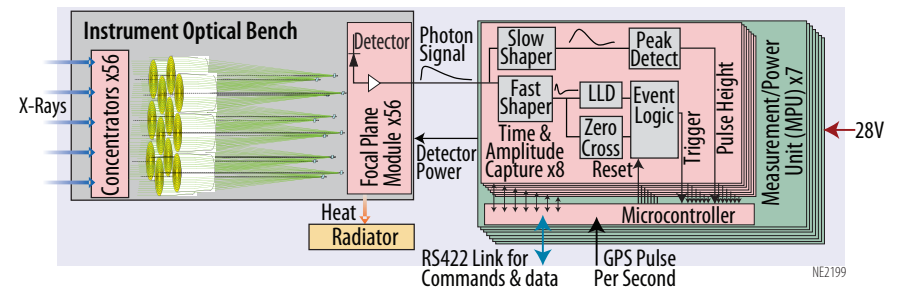 Instrument Optical Bench
X-Rays
Concentrators x56
Detector
Focal Plane
Module x56
Photon
Signal
Detector
Power
Heat
Radiator
Slow
Shaper
Peak
Detect
Fast
Shaper
LLD
Zero
Cross
Event
Logic
Time &
Amplitude
Capture x8
Reset
Trigger
Pulse Height
Measurement/Power
Unit (MPU) x7
28V
Microcontroller
RS422 Link for
Commands & data
GPS Pulse
Per Second
NE2199